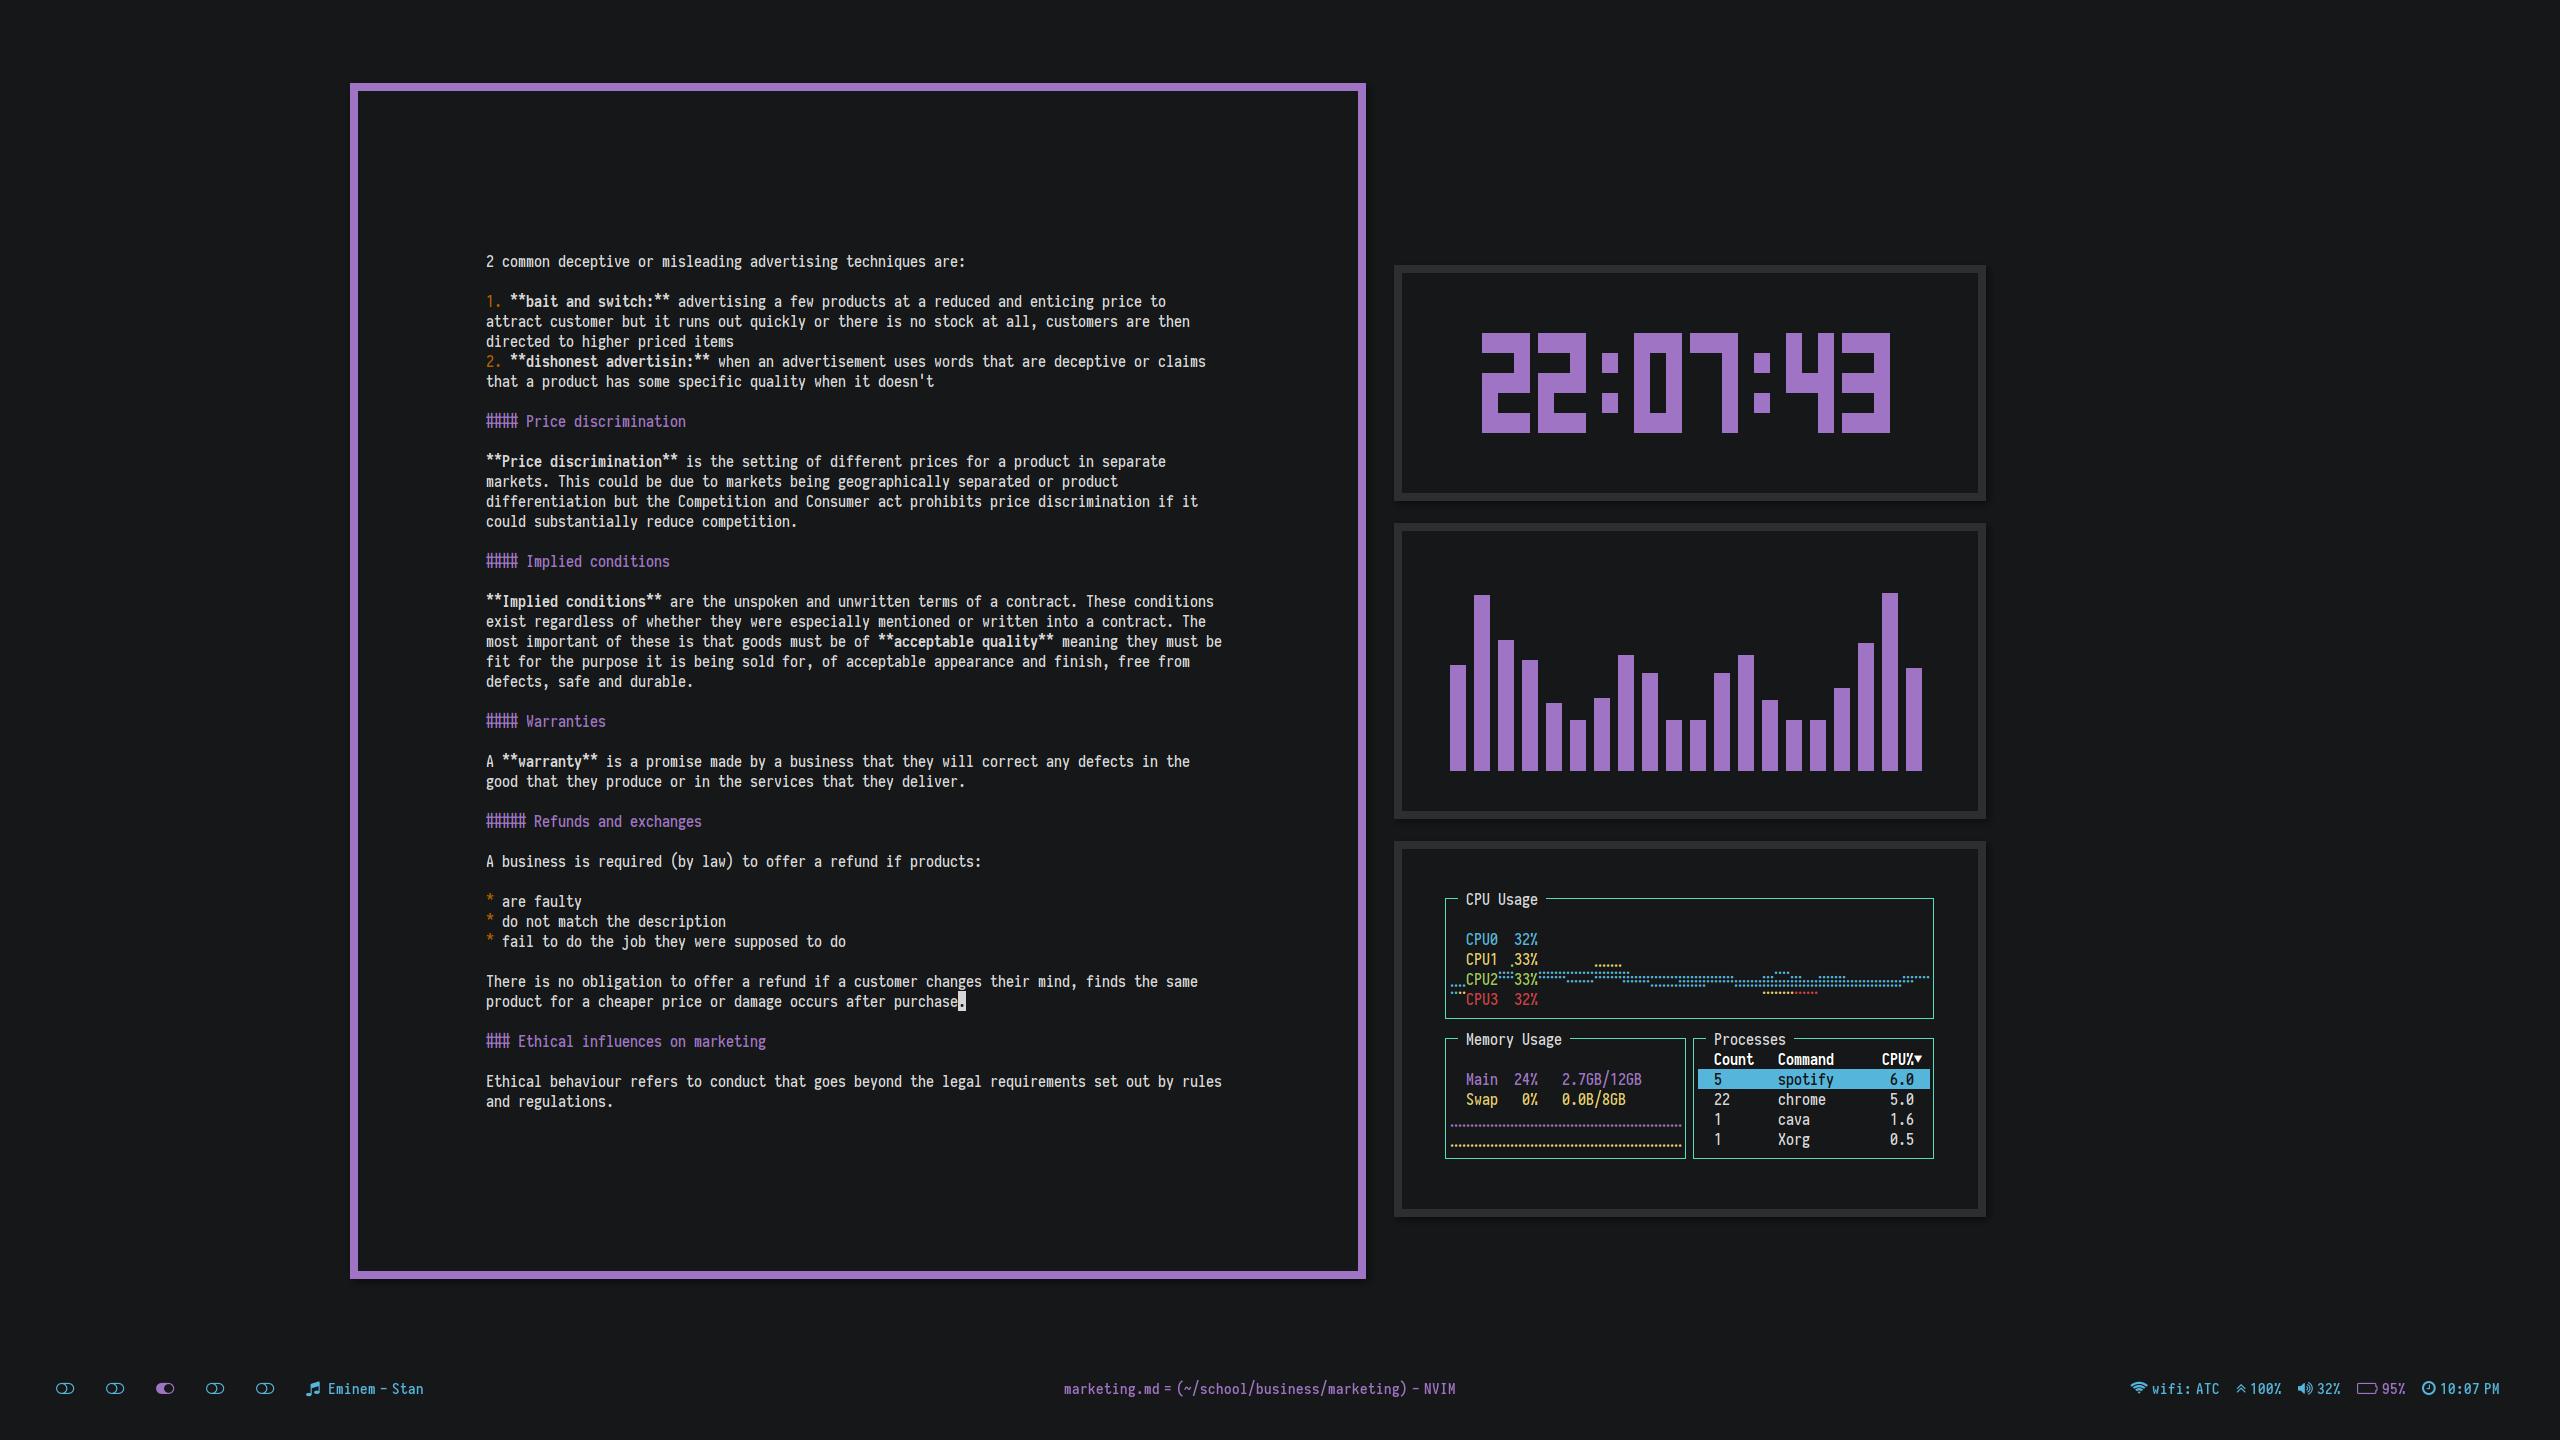 2 common deceptive or misleading advertising techniques are:
1. **bait and switch:** advertising a few products at a reduced and enticing price to
attract customer but it runs out quickly or there is no stock at all, customers are then
directed to higher priced items
2. **dishonest advertisin:** when an advertisement uses words that are deceptive or claims
that a product has some specific quality when it doesn't
#### Price discrimination
**Price discrimination** is the setting of different prices for a product in separate
markets. This could be due to markets being geographically separated or product
differentiation but the Competition and Consumer act prohibits price discrimination if it
could substantially reduce competition.
#### Implied conditions
**Implied conditions** are the unspoken and unwritten terms of a contract. These conditions
exist regardless of whether they were especially mentioned or written into a contract. The
most important of these is that goods must be of **acceptable quality** meaning they must be
fit for the purpose it is being sold for, of acceptable appearance and finish, free from
defects, safe and durable.
#### Warranties
A **warranty** is a promise made by a business that they will correct any defects in the
good that they produce or in the services that they deliver.
##### Refunds and exchanges
A business is required (by law) to offer a refund if products:
* are faulty
* do not match the description
* fail to do the job they were supposed to do
There is no obligation to offer a refund if a customer changes their mind, finds the same
product for a cheaper price or damage occurs after purchase.
### Ethical influences on marketing
Ethical behaviour refers to conduct that goes beyond the legal requirements set out by rules
and regulations.
22:07:43
CPU Usage
CPU0 32%
CPU1 33%
CPU2 33%
CPU3 32%
Memory Usage
Main 24% 2.7GB/12GB
Swap 0% 0.0B/8GB
Processes
Count Command CPU%▼
5 spotify 6.0
22 chrome 5.0
1 cava 1.6
1 Xorg 0.5
Eminem - Stan
marketing.md = (~/school/business/marketing) - NVIM
wifi: ATC 100% 32% 95% 10:07 PM